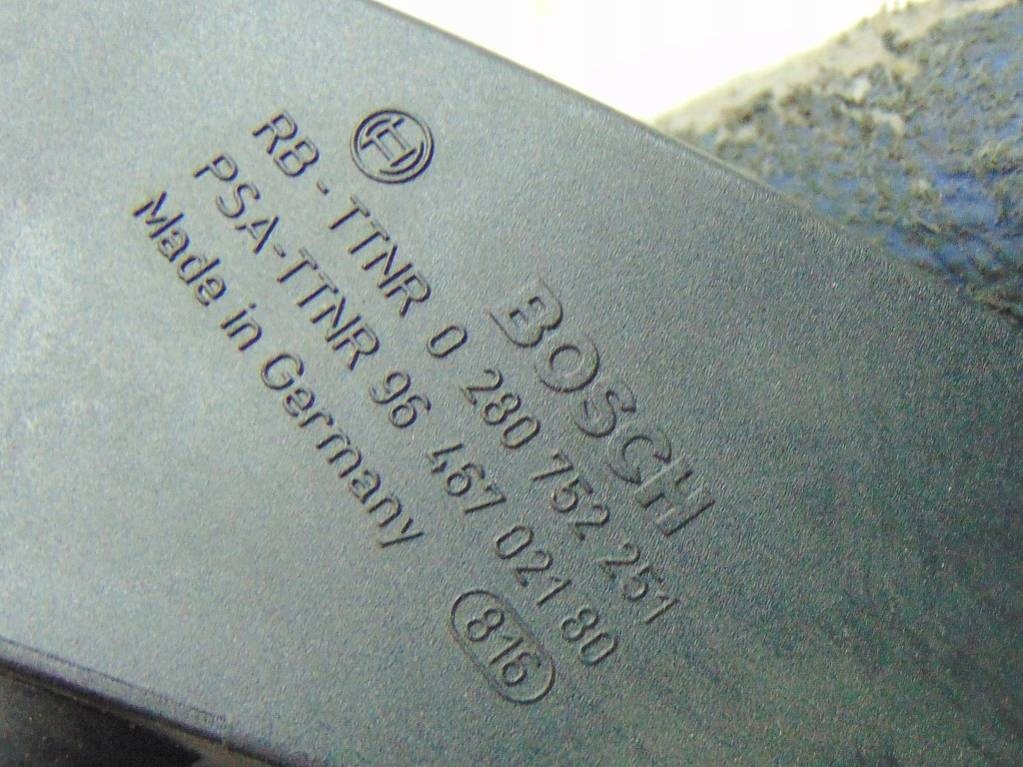 BOSCH
RB - TTNR 0 280 752 251
PSA-TTNR 96 467 021 80
Made in Germany
816